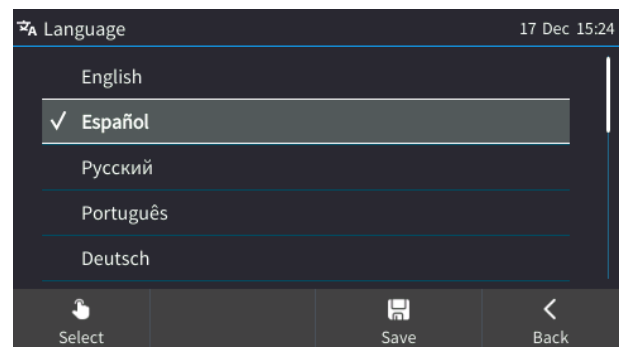 Language 17 Dec 15:24
English
✓ Español
Русский
Português
Deutsch
Select Save Back